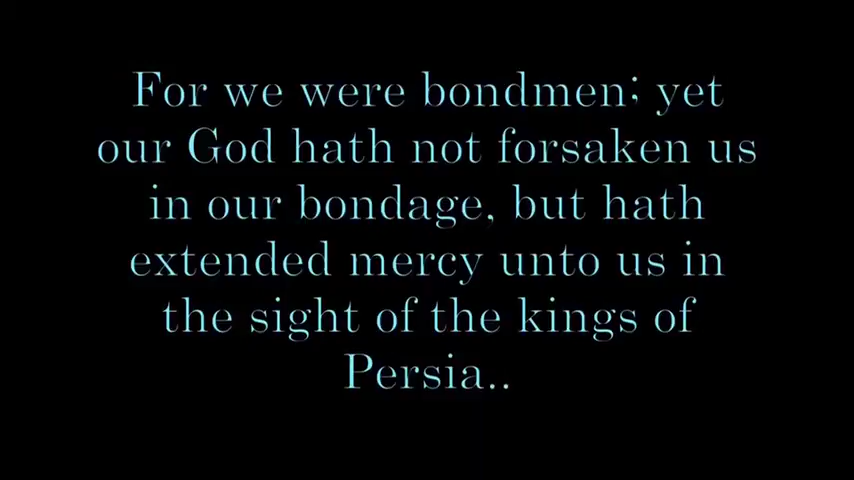 For we were bondmen; yet
our God hath not forsaken us
in our bondage, but hath
extended mercy unto us in
the sight of the kings of
Persia..